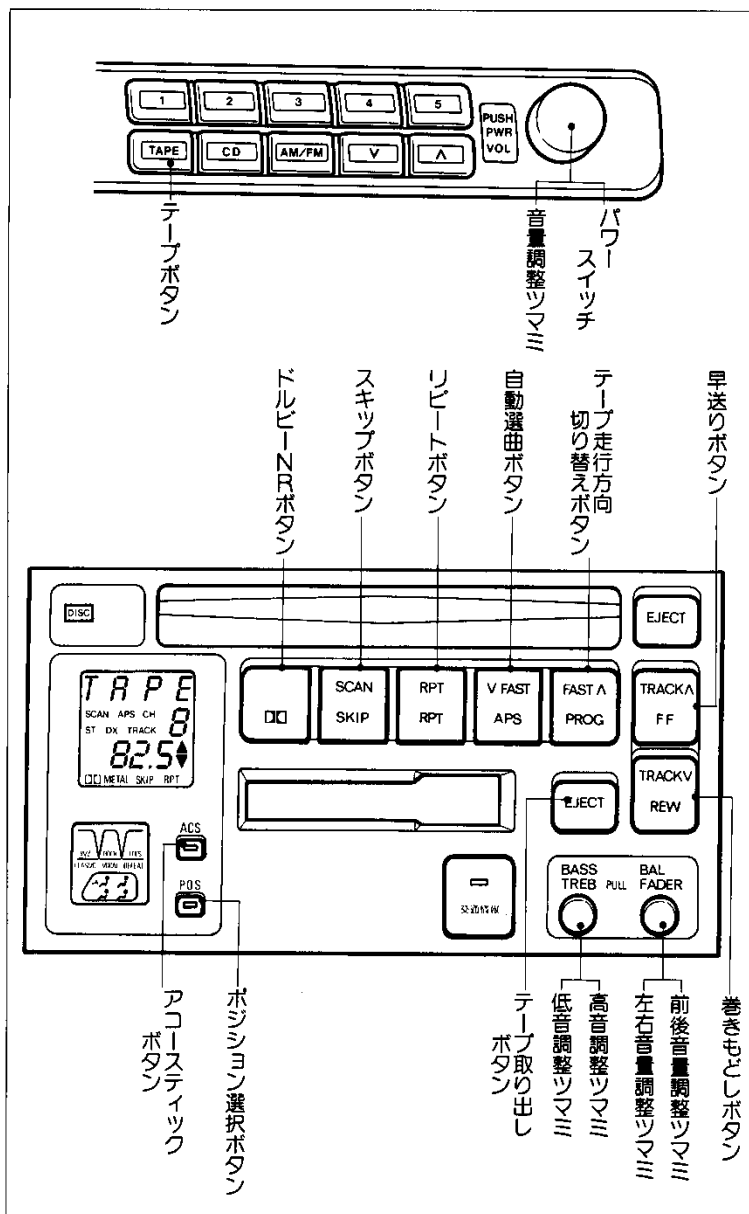 1
2
3
4
5
PUSH
PWR
VOL
TAPE
CD
AM/FM
∨
∧
パワー
スイッチ
音量調整ツマミ
テープボタン
早送りボタン
テープ走行方向
切り替えボタン
自動選曲ボタン
リピートボタン
スキップボタン
ドルビーNRボタン
DISC
EJECT
SCAN
SKIP
RPT
RPT
∨ FAST
APS
FAST ∧
PROG
TRACK∧
FF
TAPE
SCAN APS CH 8
ST DX TRACK
82.5
METAL SKIP RPT
EJECT
TRACK∨
REW
ACS
POS
交通情報
BASS
TREB
PULL
BAL
FADER
巻きもどしボタン
前後音量調整ツマミ
左右音量調整ツマミ
高音調整ツマミ
低音調整ツマミ
テープ取り出し
ボタン
ポジション選択ボタン
アコースティック
ボタン